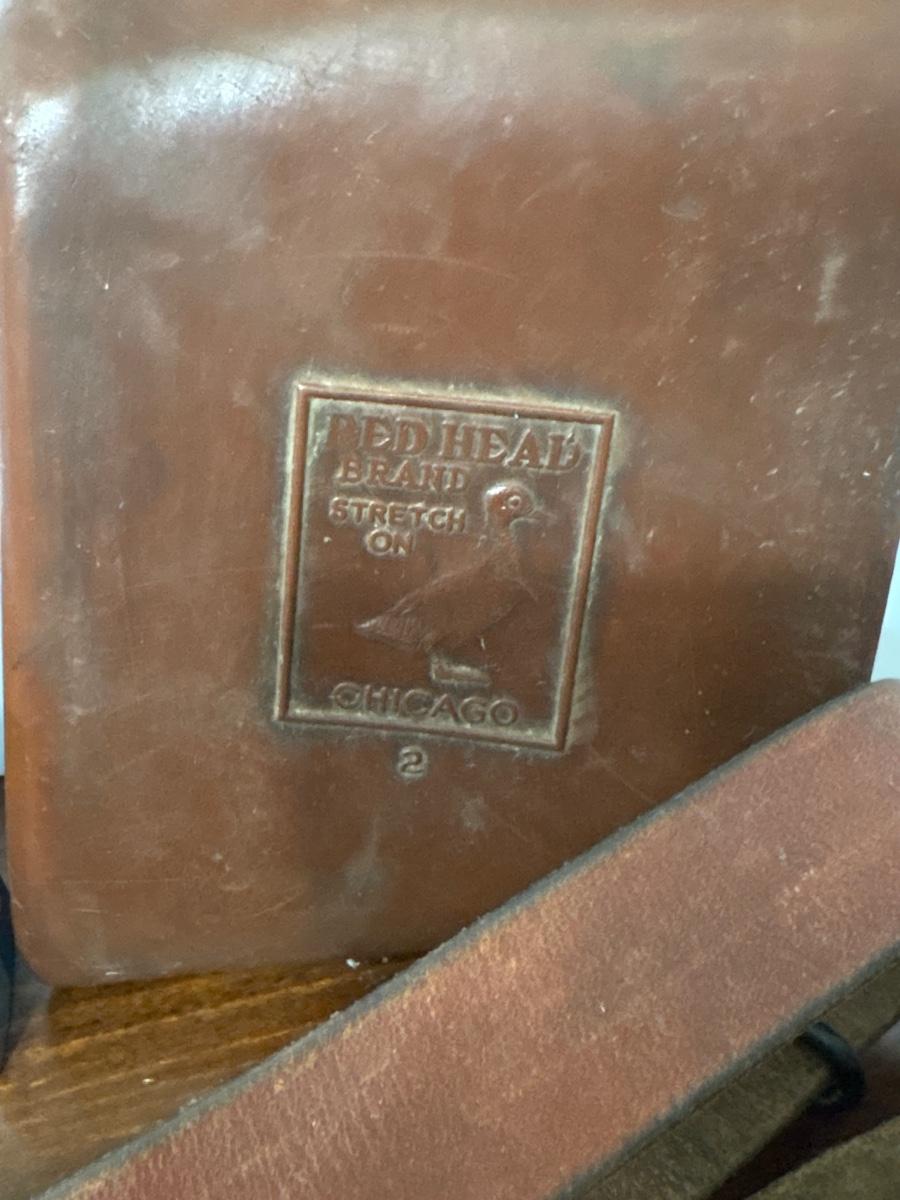 RED HEAD
BRAND
STRETCH
ON
CHICAGO
2